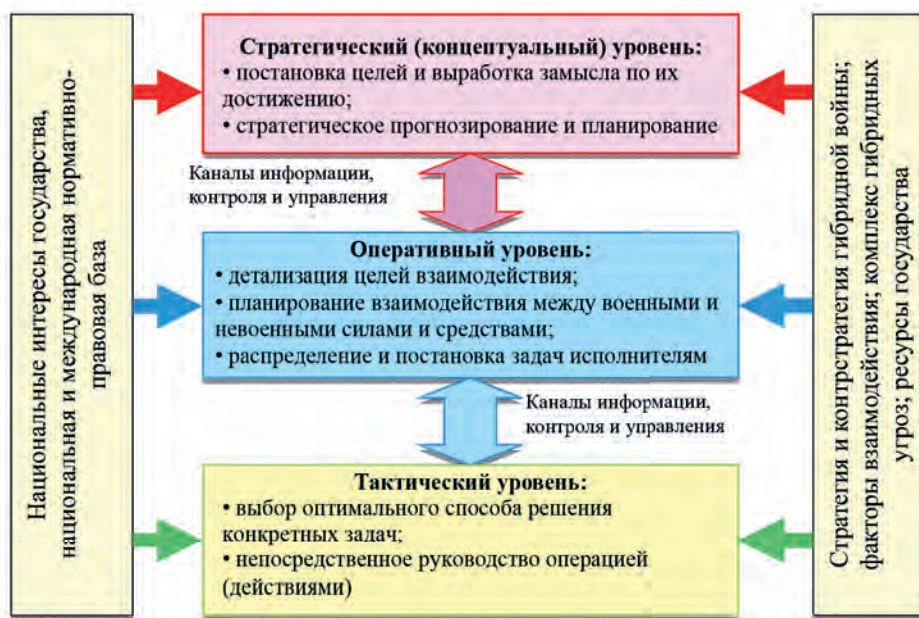 Национальные интересы государства,
национальная и международная нормативно-
правовая база
Стратегический (концептуальный) уровень:
• постановка целей и выработка замысла по их
достижению;
• стратегическое прогнозирование и планирование
Каналы информации,
контроля и управления
Оперативный уровень:
• детализация целей взаимодействия;
• планирование взаимодействия между военными и
невоенными силами и средствами;
• распределение и постановка задач исполнителям
Каналы информации,
контроля и управления
Тактический уровень:
• выбор оптимального способа решения
конкретных задач;
• непосредственное руководство операцией
(действиями)
Стратегия и контрстратегия гибридной войны;
факторы взаимодействия; комплекс гибридных
угроз; ресурсы государства